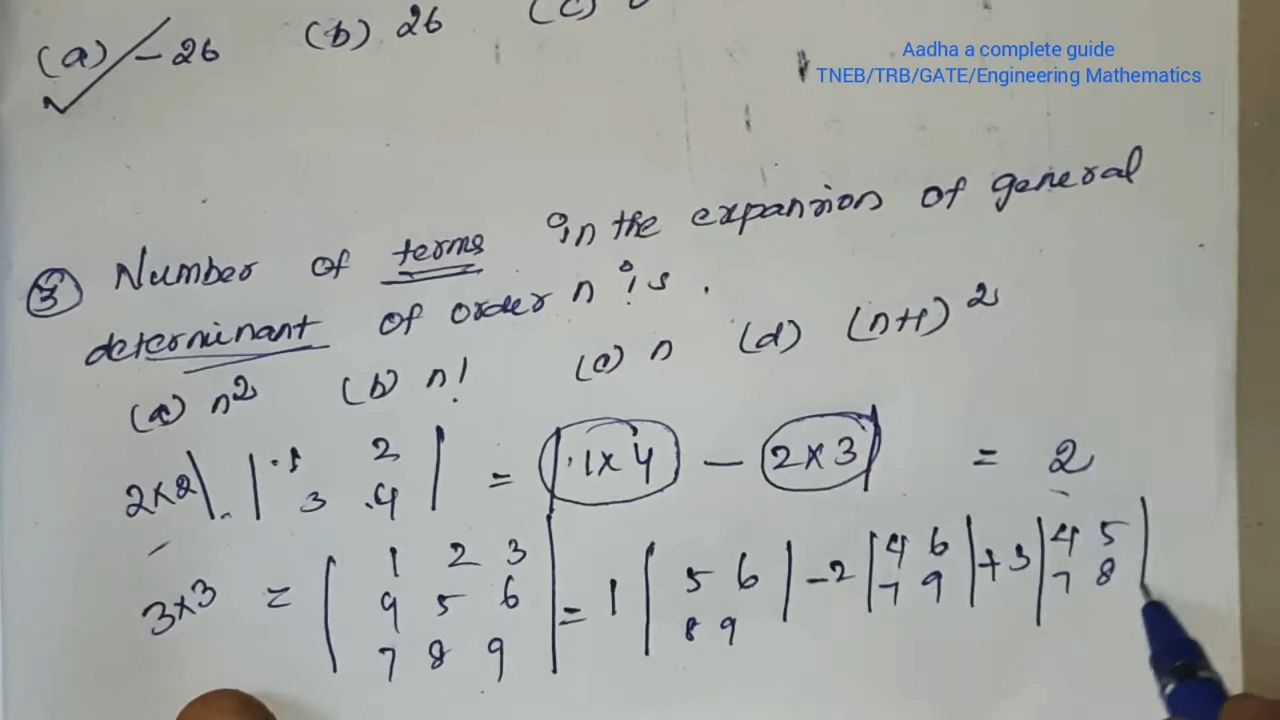 (a) -26 (b) 26 (c)
Aadha a complete guide
TNEB/TRB/GATE/Engineering Mathematics
③ Number of terms in the expansion of general
determinant of order n is .
(a) n² (b) n! (c) n (d) (n+1)²
2×2 | 1 2 | = 1×4 - 2×3 = 2
3 4
3×3 = | 1 2 3 | = 1 | 5 6 | -2 | 4 6 | +3 | 4 5 |
4 5 6 8 9 7 9 7 8
7 8 9